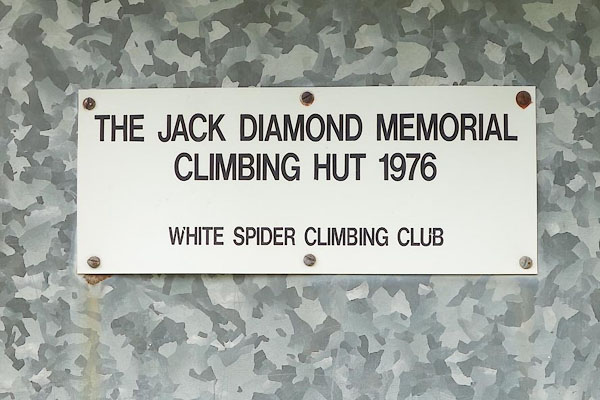 THE JACK DIAMOND MEMORIAL
CLIMBING HUT 1976
WHITE SPIDER CLIMBING CLUB